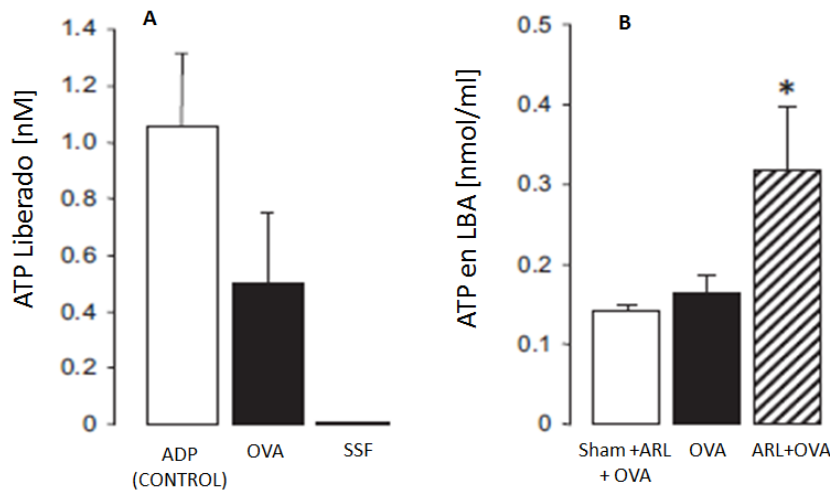 A
ATP Liberado [nM]
1.4
1.2
1.0
0.8
0.6
0.4
0.2
0
ADP
(CONTROL)
OVA
SSF
B
ATP en LBA [nmol/ml]
0.5
0.4
0.3
0.2
0.1
0
*
Sham +ARL
+ OVA
OVA
ARL+OVA